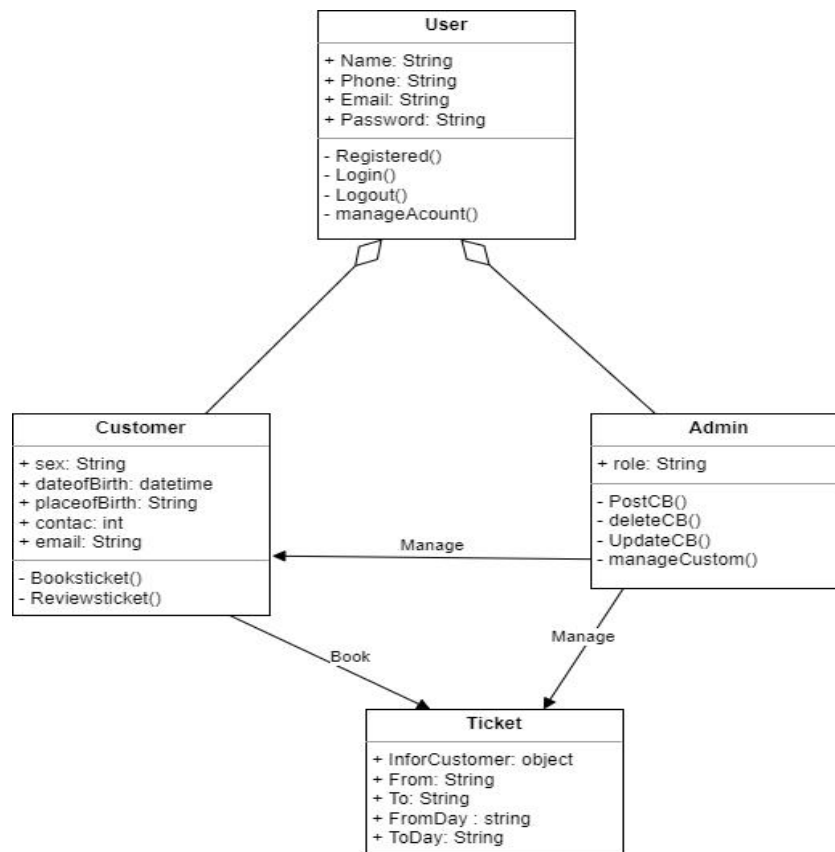 User
+ Name: String
+ Phone: String
+ Email: String
+ Password: String
- Registered()
- Login()
- Logout()
- manageAcount()
Customer
+ sex: String
+ dateofBirth: datetime
+ placeofBirth: String
+ contac: int
+ email: String
- Booksticket()
- Reviewsticket()
Admin
+ role: String
- PostCB()
- deleteCB()
- UpdateCB()
- manageCustom()
Manage
Manage
Book
Ticket
+ InforCustomer: object
+ From: String
+ To: String
+ FromDay : string
+ ToDay: String